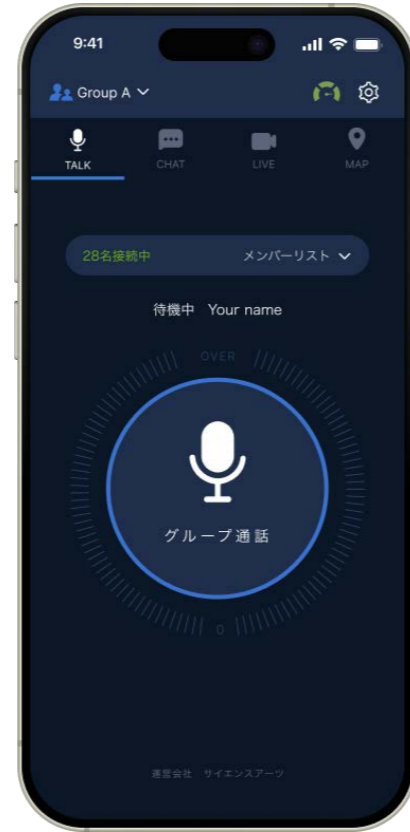 9:41
Group A
TALK CHAT LIVE MAP
28名接続中 メンバーリスト
待機中 Your name
OVER
グループ通話
0
運営会社 サイエンスアーツ